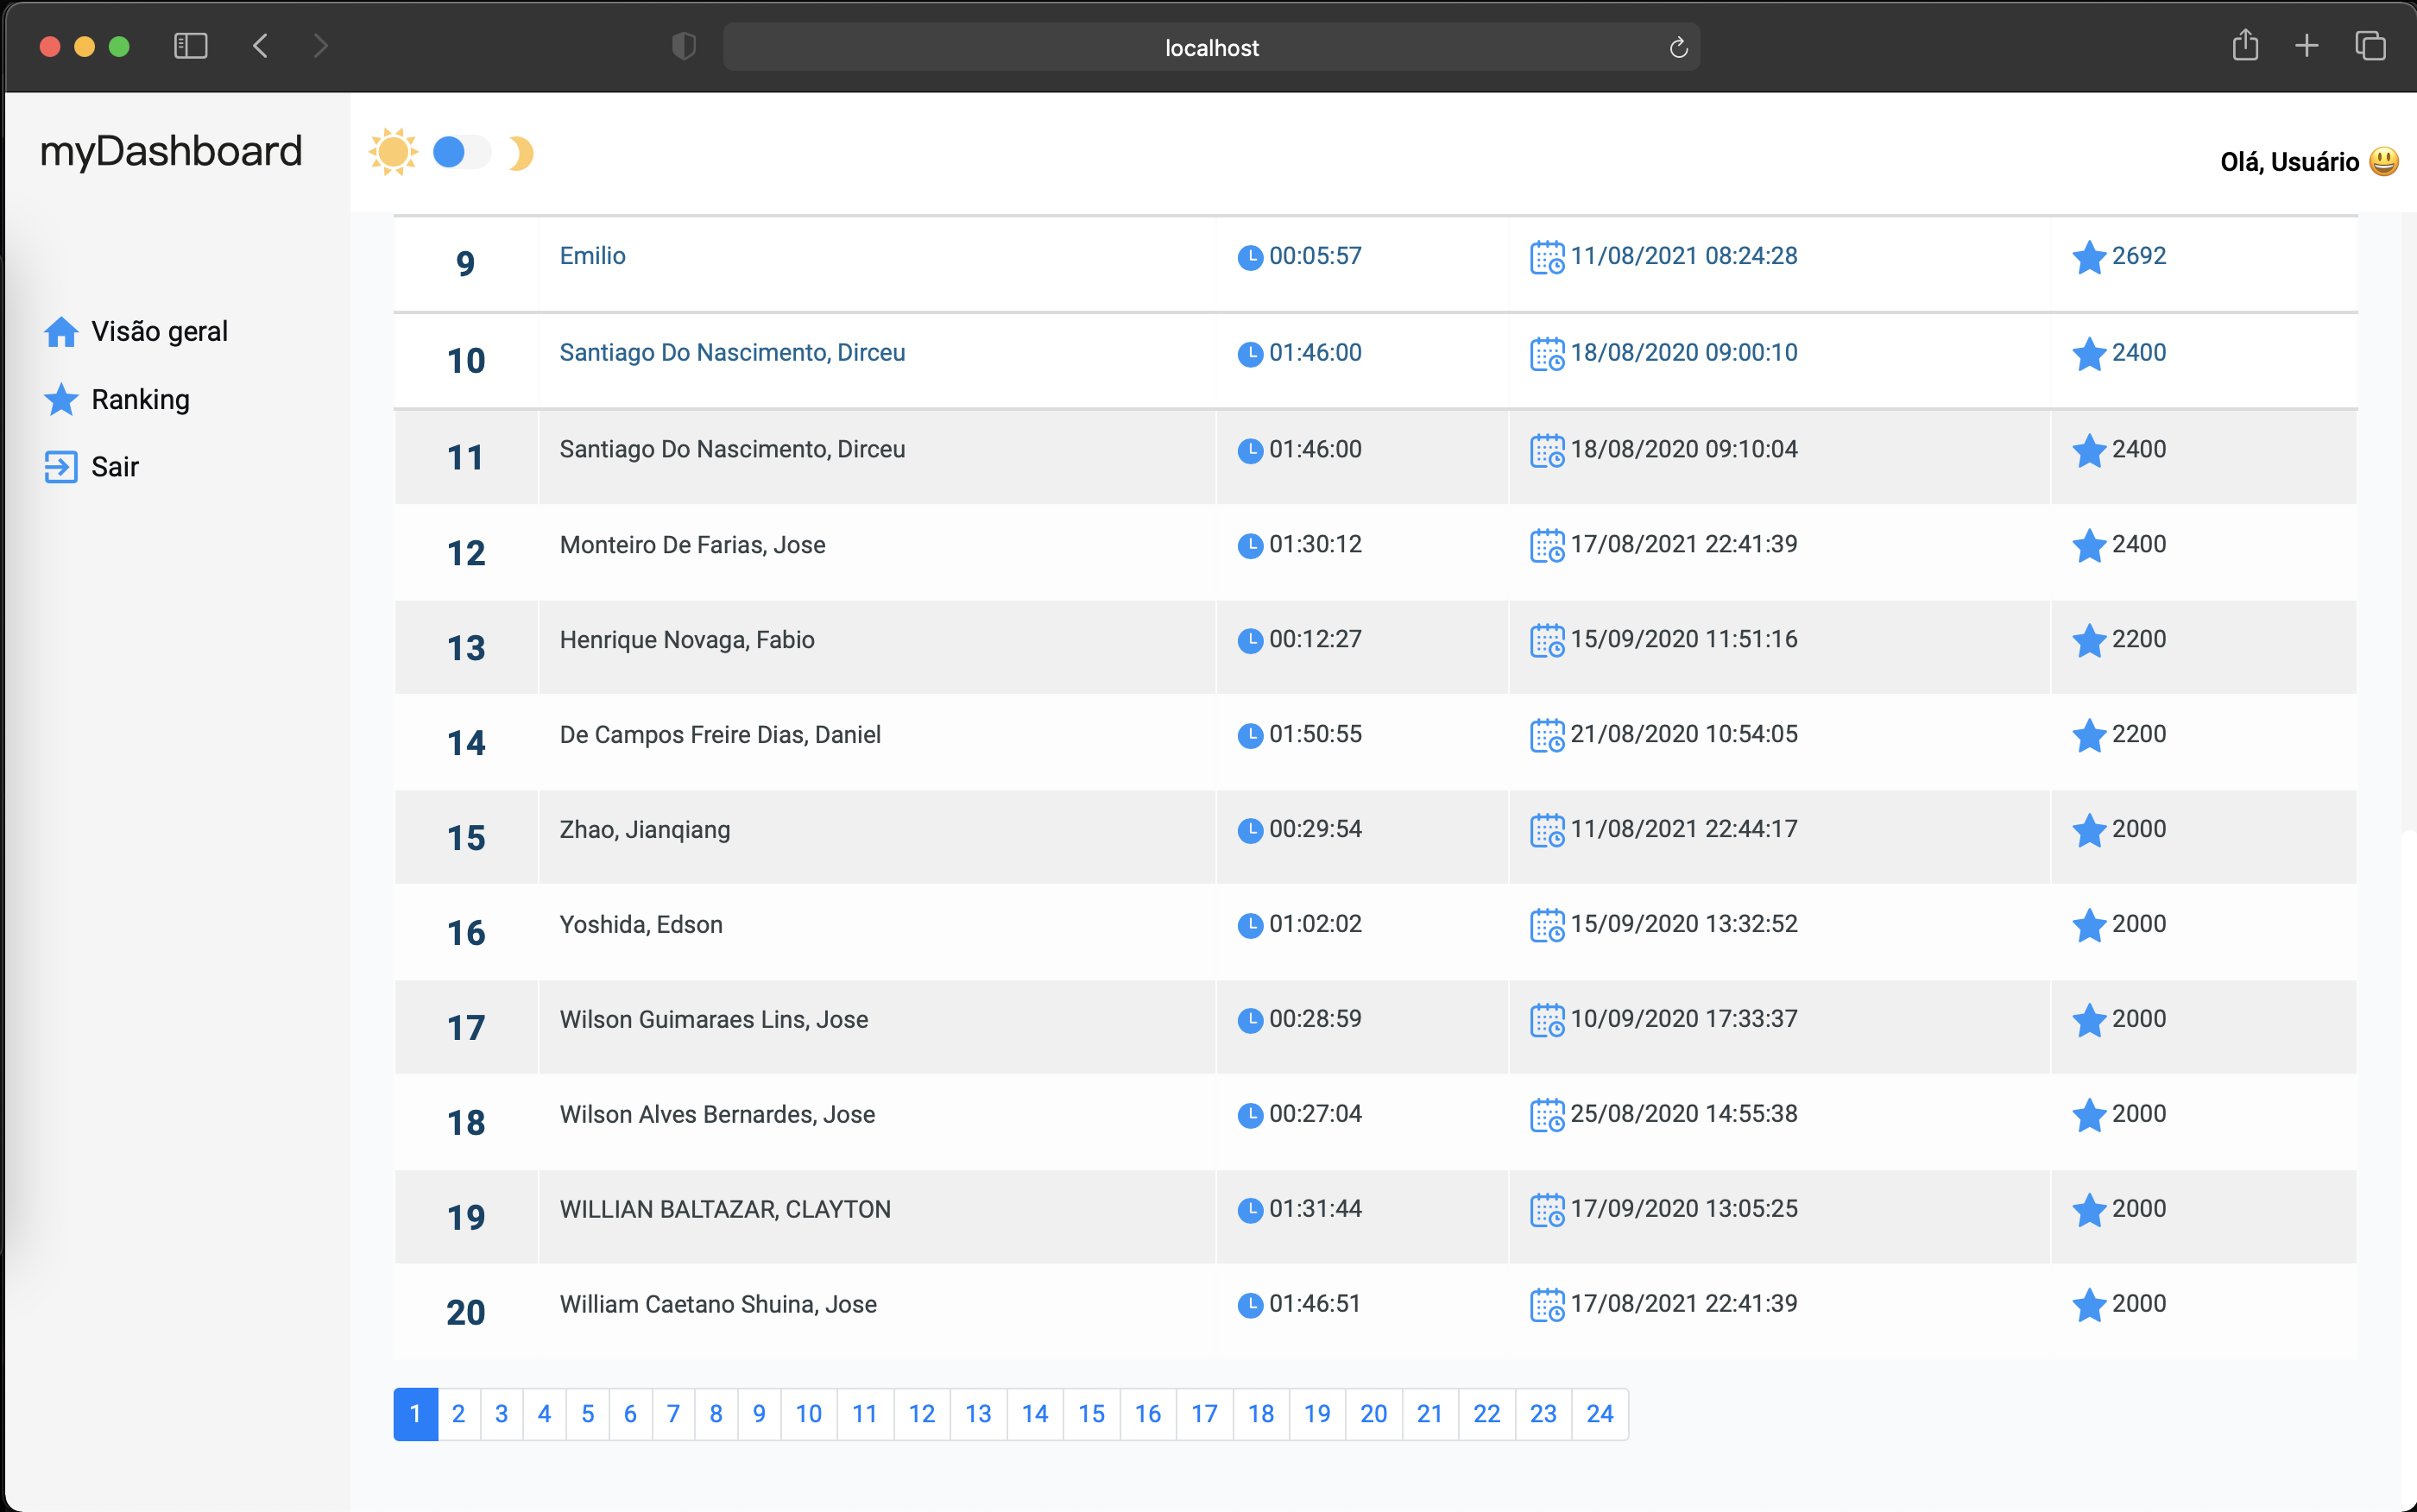 localhost
myDashboard
Olá, Usuário
Visão geral
Ranking
Sair
9 Emilio 00:05:57 11/08/2021 08:24:28 2692
10 Santiago Do Nascimento, Dirceu 01:46:00 18/08/2020 09:00:10 2400
11 Santiago Do Nascimento, Dirceu 01:46:00 18/08/2020 09:10:04 2400
12 Monteiro De Farias, Jose 01:30:12 17/08/2021 22:41:39 2400
13 Henrique Novaga, Fabio 00:12:27 15/09/2020 11:51:16 2200
14 De Campos Freire Dias, Daniel 01:50:55 21/08/2020 10:54:05 2200
15 Zhao, Jianqiang 00:29:54 11/08/2021 22:44:17 2000
16 Yoshida, Edson 01:02:02 15/09/2020 13:32:52 2000
17 Wilson Guimaraes Lins, Jose 00:28:59 10/09/2020 17:33:37 2000
18 Wilson Alves Bernardes, Jose 00:27:04 25/08/2020 14:55:38 2000
19 WILLIAN BALTAZAR, CLAYTON 01:31:44 17/09/2020 13:05:25 2000
20 William Caetano Shuina, Jose 01:46:51 17/08/2021 22:41:39 2000
1 2 3 4 5 6 7 8 9 10 11 12 13 14 15 16 17 18 19 20 21 22 23 24